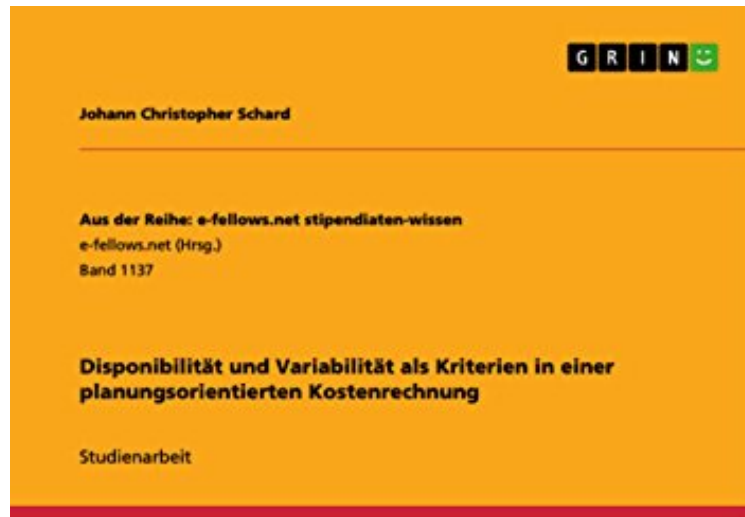 GRIN
Johann Christopher Schard
Aus der Reihe: e-fellows.net stipendiaten-wissen
e-fellows.net (Hrsg.)
Band 1137
Disponibilität und Variabilität als Kriterien in einer
planungsorientierten Kostenrechnung
Studienarbeit